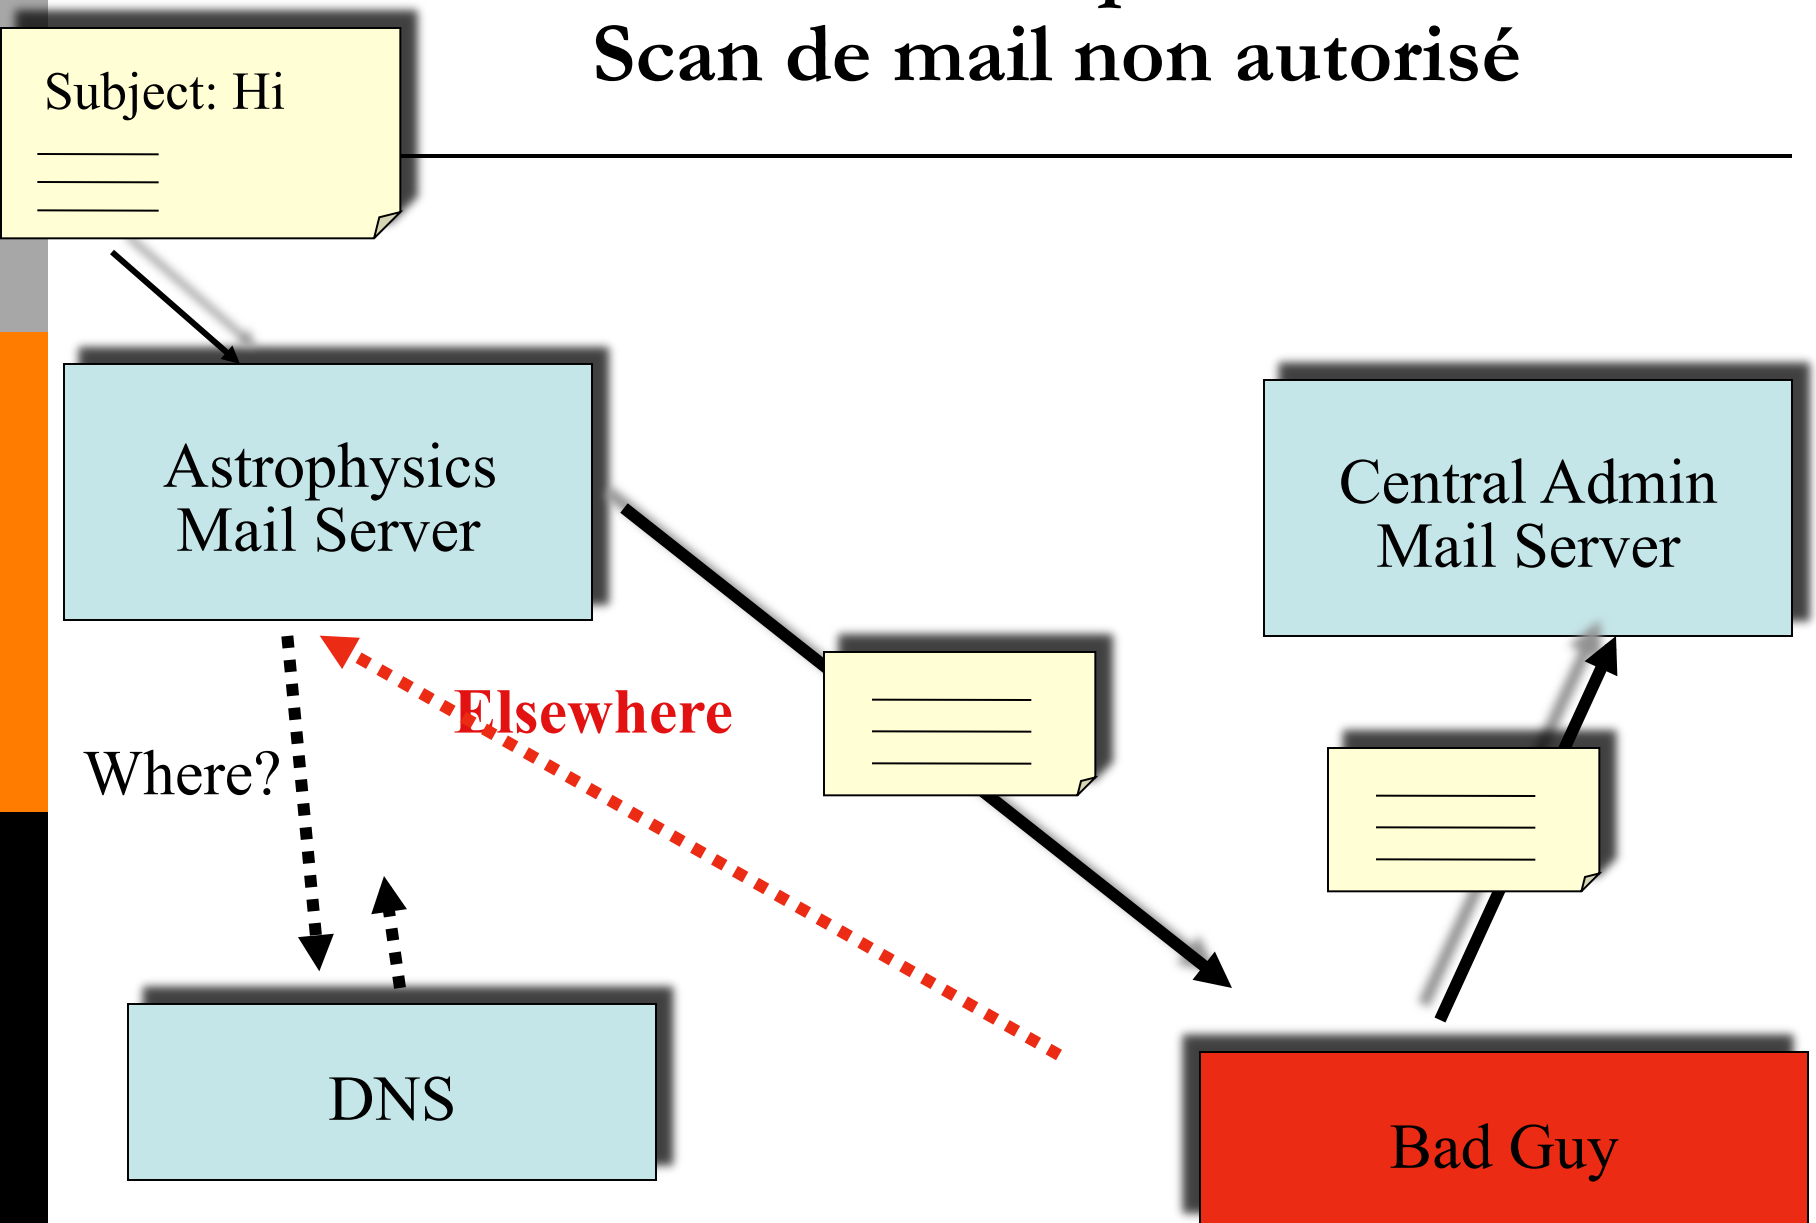 Scan de mail non autorisé
Subject: Hi
Astrophysics
Mail Server
Central Admin
Mail Server
Elsewhere
Where?
DNS
Bad Guy